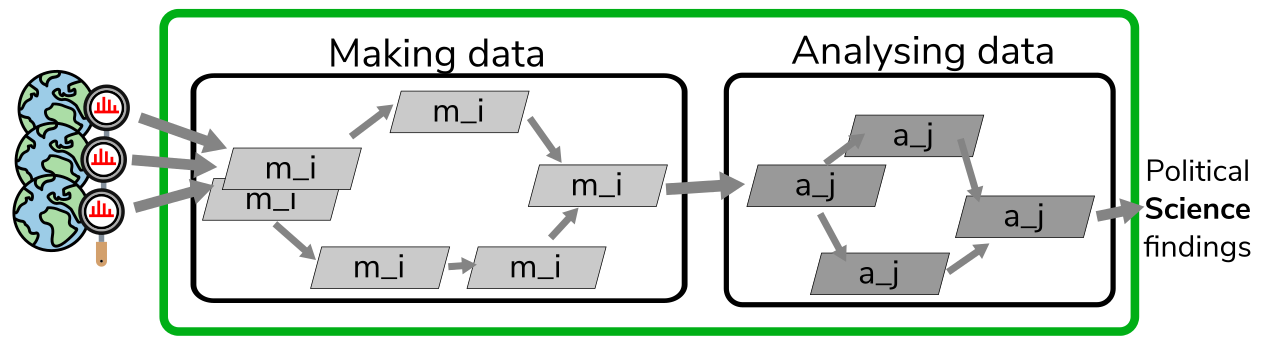 Making data
Analysing data
m_i
m_i
m_i
m_i
m_i
m_i
a_j
a_j
a_j
a_j
Political
Science
findings